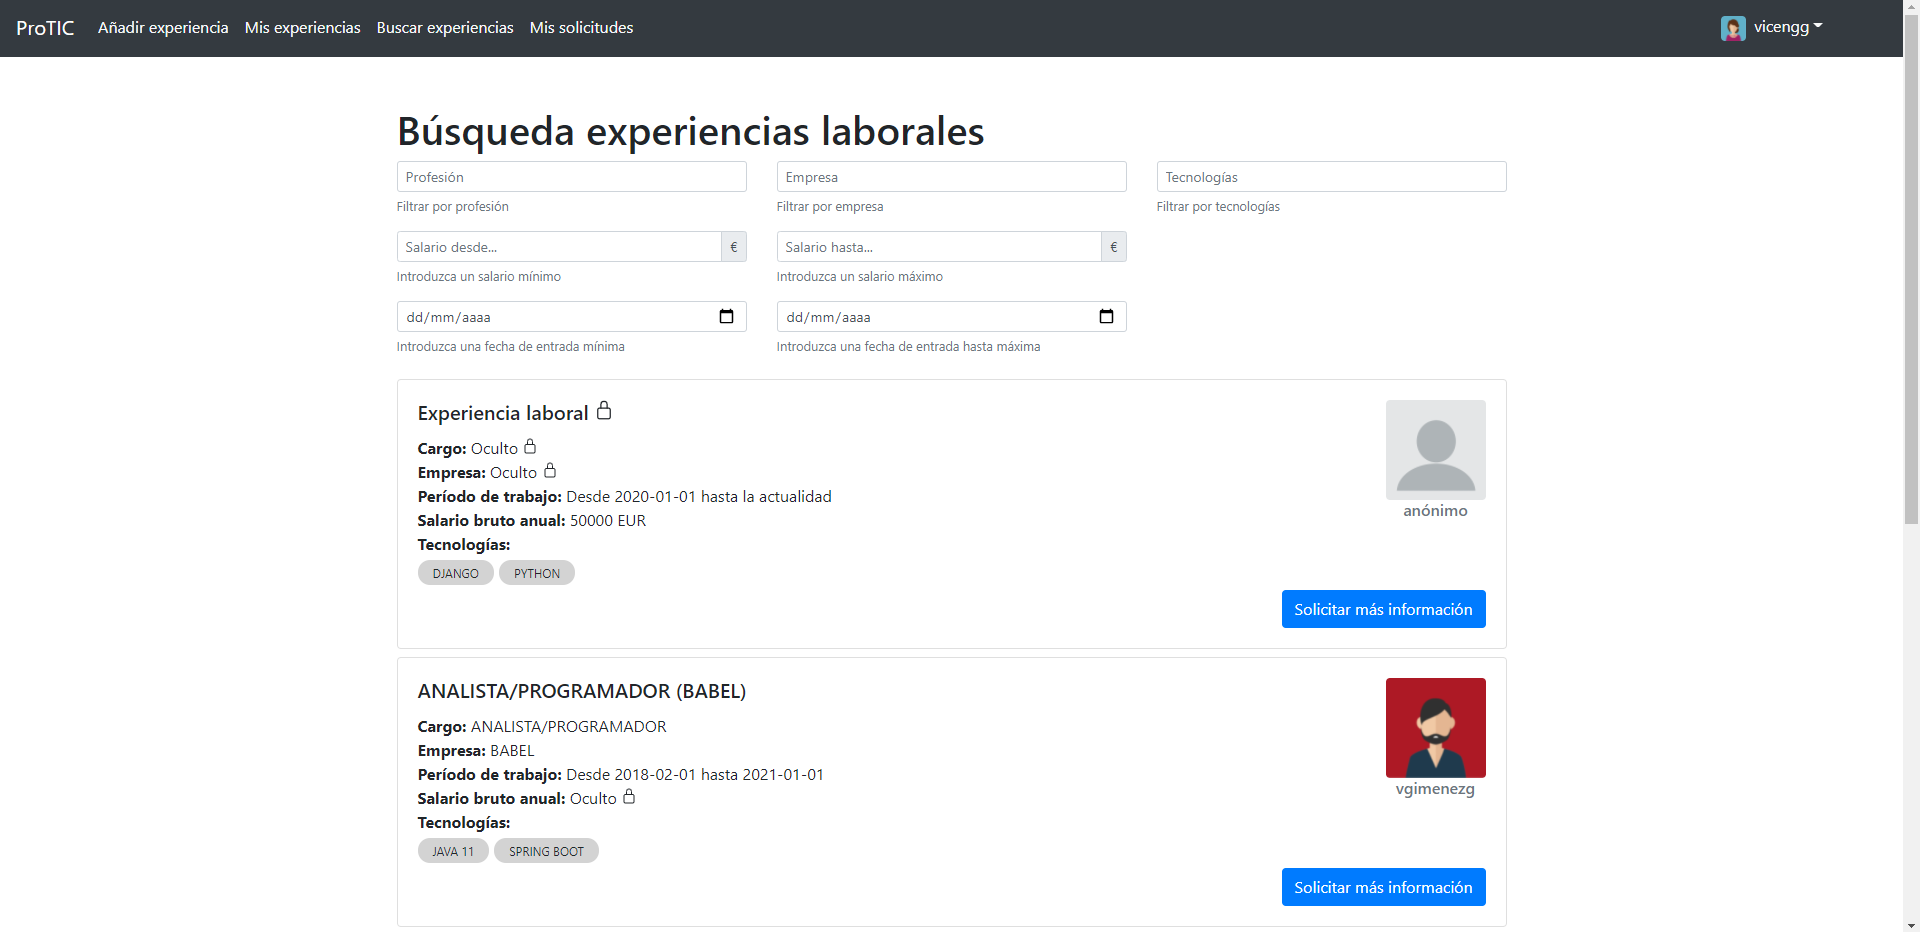 ProTIC Añadir experiencia Mis experiencias Buscar experiencias Mis solicitudes vicengg
Búsqueda experiencias laborales
Profesión Empresa Tecnologías
Filtrar por profesión Filtrar por empresa Filtrar por tecnologías
Salario desde... € Salario hasta... €
Introduzca un salario mínimo Introduzca un salario máximo
dd/mm/aaaa dd/mm/aaaa
Introduzca una fecha de entrada mínima Introduzca una fecha de entrada hasta máxima
Experiencia laboral
Cargo: Oculto
Empresa: Oculto
Período de trabajo: Desde 2020-01-01 hasta la actualidad
anónimo
Salario bruto anual: 50000 EUR
Tecnologías:
DJANGO PYTHON
Solicitar más información
ANALISTA/PROGRAMADOR (BABEL)
Cargo: ANALISTA/PROGRAMADOR
Empresa: BABEL
Período de trabajo: Desde 2018-02-01 hasta 2021-01-01
vgimenezg
Salario bruto anual: Oculto
Tecnologías:
JAVA 11 SPRING BOOT
Solicitar más información